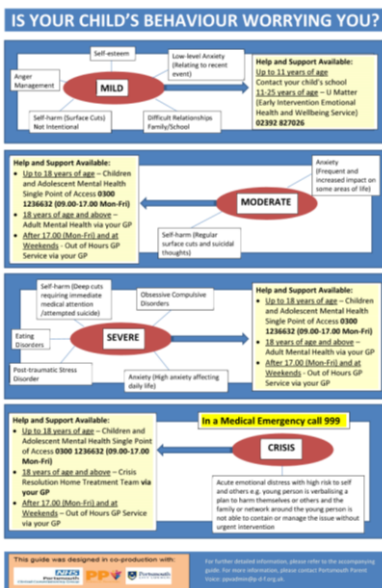 IS YOUR CHILD'S BEHAVIOUR WORRYING YOU?
Self-esteem
Low-level Anxiety
(Relating to recent
event)
Anger
Management
MILD
Self-harm (Surface Cuts)
Not Intentional
Difficult Relationships
Family/School
Help and Support Available:
Up to 11 years of age
Contact your child's school
11-25 years of age – U Matter
(Early Intervention Emotional
Health and Wellbeing Service)
02392 827026
Help and Support Available:
• Up to 18 years of age – Children
and Adolescent Mental Health
Single Point of Access 0300
1236632 (09.00-17.00 Mon-Fri)
• 18 years of age and above –
Adult Mental Health via your GP
• After 17.00 (Mon-Fri) and at
Weekends - Out of Hours GP
Service via your GP
Anxiety
(Frequent and
increased impact on
some areas of life)
MODERATE
Self-harm (Regular
surface cuts and suicidal
thoughts)
Self-harm (Deep cuts
requiring immediate
medical attention
/attempted suicide)
Obsessive Compulsive
Disorders
Eating
Disorders
SEVERE
Post-traumatic Stress
Disorder
Anxiety (High anxiety affecting
daily life)
Help and Support Available:
• Up to 18 years of age – Children
and Adolescent Mental Health
Single Point of Access 0300
1236632 (09.00-17.00 Mon-Fri)
• 18 years of age and above –
Adult Mental Health via your GP
• After 17.00 (Mon-Fri) and at
Weekends - Out of Hours GP
Service via your GP
Help and Support Available:
• Up to 18 years of age – Children and
Adolescent Mental Health Single Point
of Access 0300 1236632 (09.00-17.00
Mon-Fri)
• 18 years of age and above – Crisis
Resolution Home Treatment Team via
your GP
• After 17.00 (Mon-Fri) and at
Weekends – Out of Hours GP Service
via your GP
In a Medical Emergency call 999
CRISIS
Acute emotional distress with high risk to self
and others e.g. young person is verbalising a
plan to harm themselves or others and the
family or network around the young person is
not able to contain or manage the issue without
urgent intervention
This guide was designed in co-production with:
NHS
Portsmouth
PPV
Portsmouth
For further detailed information, please refer to the accompanying
guide. For more information, please contact Portsmouth Parent